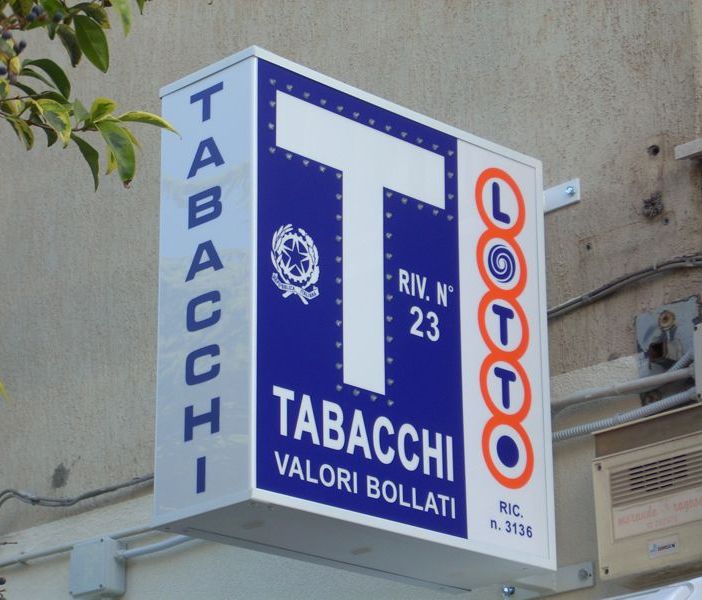 TABACCHI
T
RIV. N°
23
TABACCHI
VALORI BOLLATI
LOTTO
RIC.
n. 3136